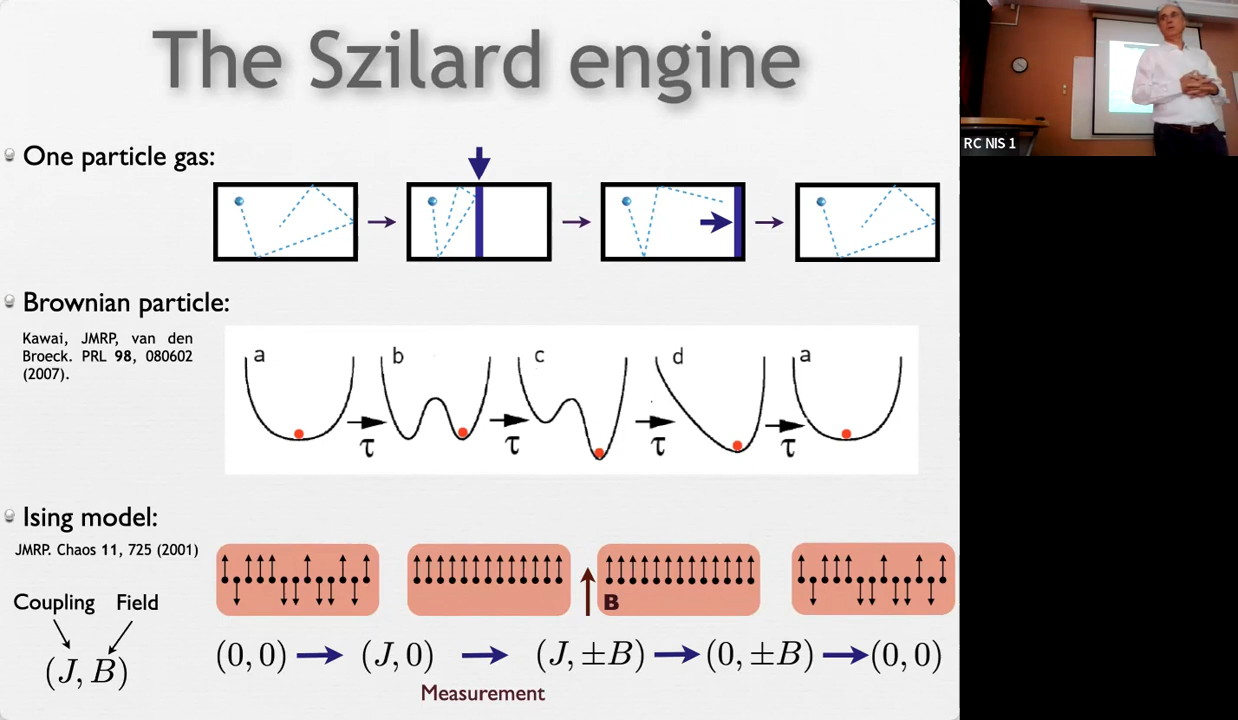 The Szilard engine
One particle gas:
Brownian particle:
Kawai, JMRP, van den
Broeck. PRL 98, 080602
(2007).
a b c d a
τ τ τ τ
Ising model:
JMRP. Chaos 11, 725 (2001)
Coupling Field
(J, B)
B
(0, 0) (J, 0) (J, ±B) (0, ±B) (0, 0)
Measurement
RC NIS 1